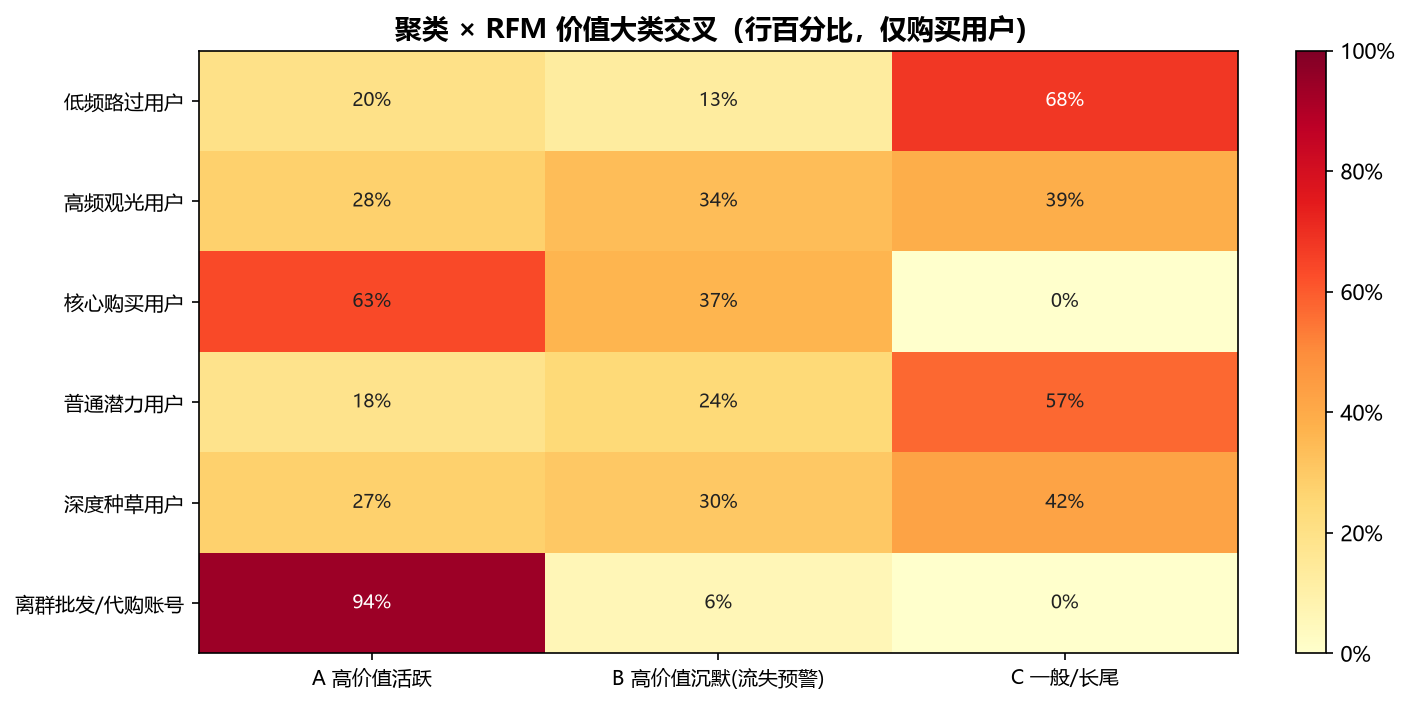 聚类 × RFM 价值大类交叉（行百分比，仅购买用户）
低频路过用户 20% 13% 68%
高频观光用户 28% 34% 39%
核心购买用户 63% 37% 0%
普通潜力用户 18% 24% 57%
深度种草用户 27% 30% 42%
离群批发/代购账号 94% 6% 0%
A 高价值活跃 B 高价值沉默(流失预警) C 一般/长尾
100%
80%
60%
40%
20%
0%